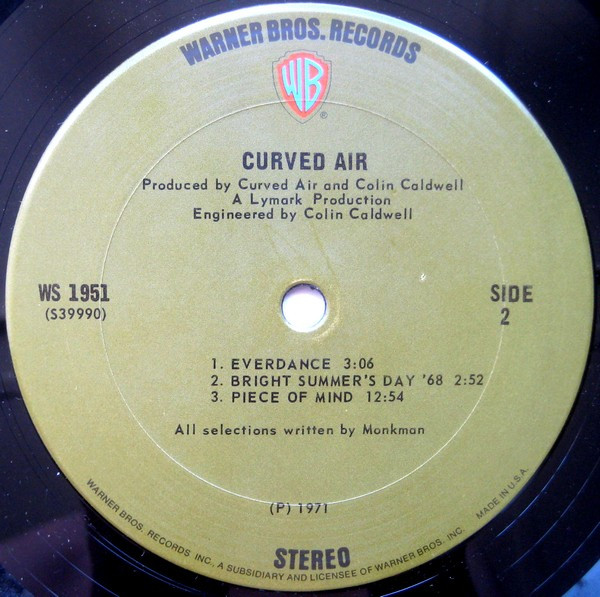 WARNER BROS. RECORDS
WB
®
CURVED AIR
Produced by Curved Air and Colin Caldwell
A Lymark Production
Engineered by Colin Caldwell
WS 1951
(S39990)
SIDE
2
1. EVERDANCE 3:06
2. BRIGHT SUMMER'S DAY '68 2:52
3. PIECE OF MIND 12:54
All selections written by Monkman
(P) 1971
STEREO
WARNER BROS. RECORDS INC., A SUBSIDIARY AND LICENSEE OF WARNER BROS. INC.
MADE IN U.S.A.